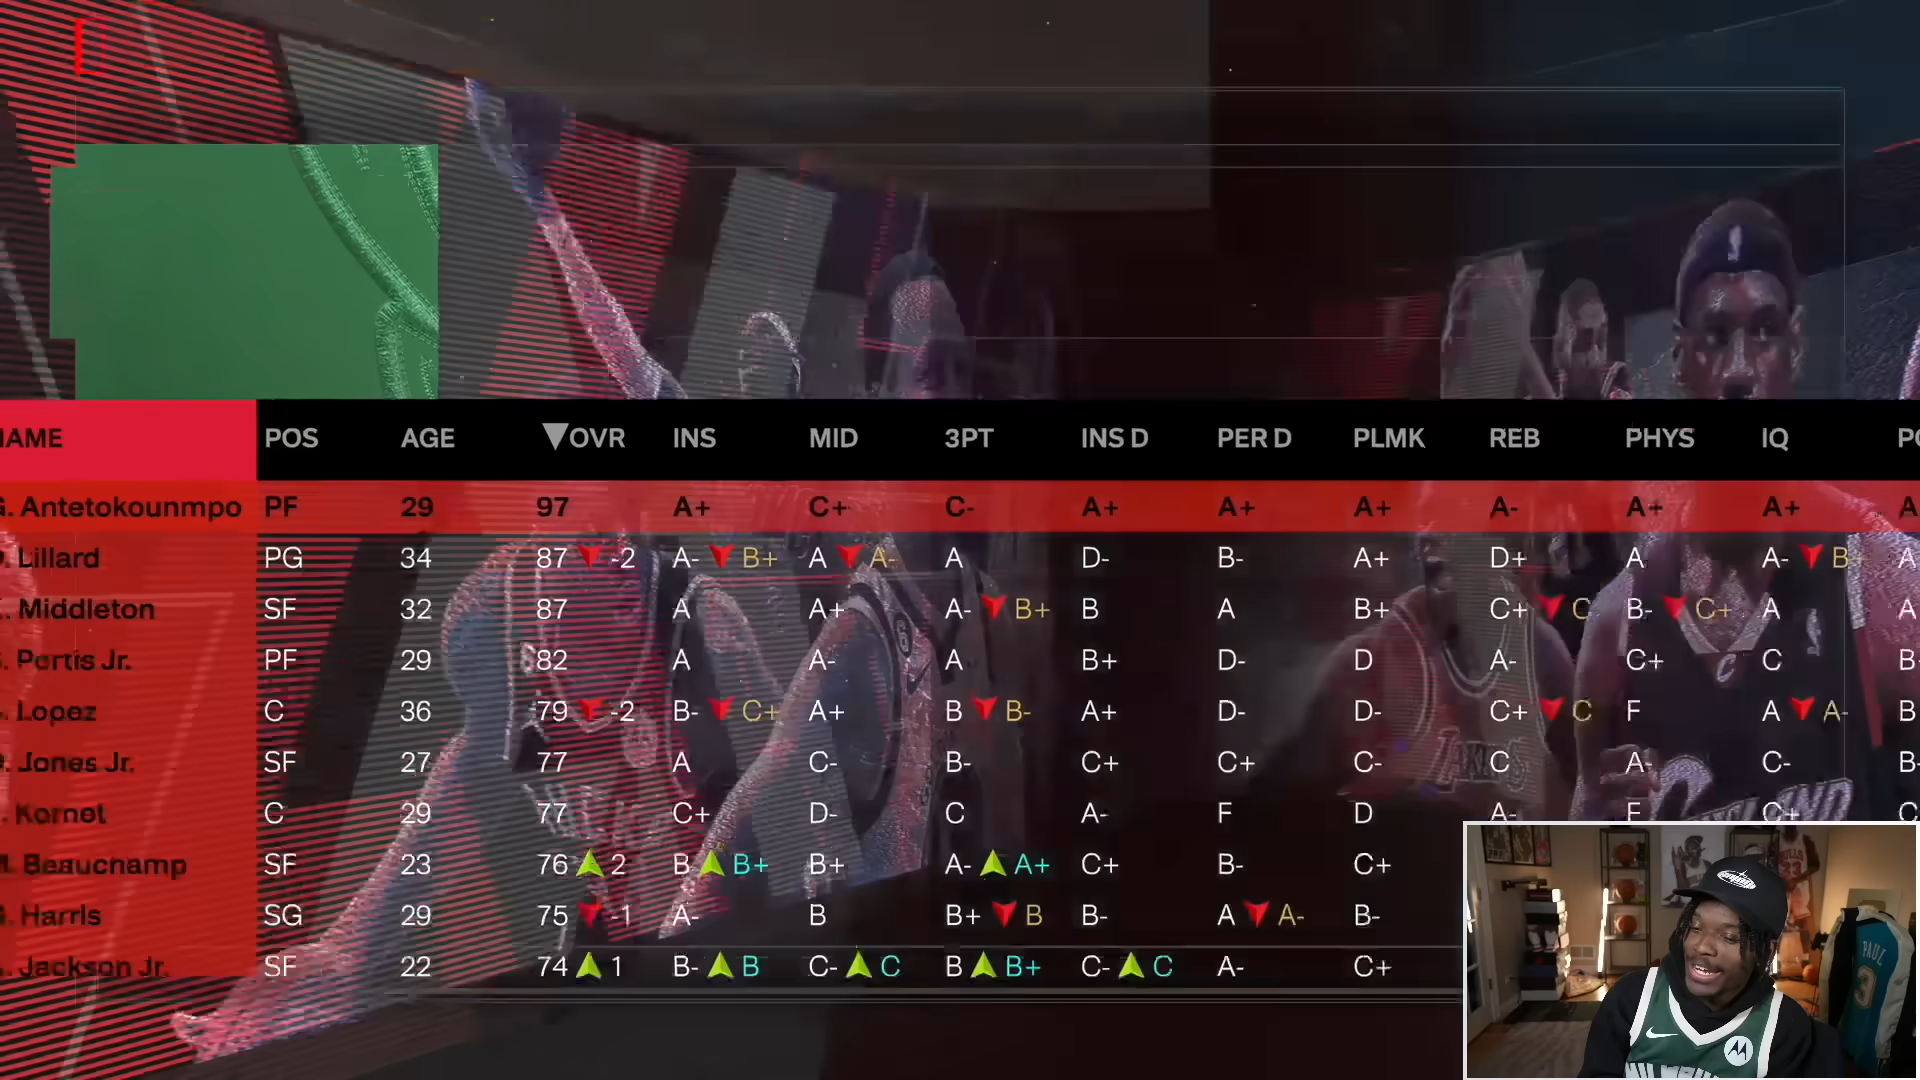 POS AGE ▼OVR INS MID 3PT INS D PER D PLMK REB PHYS IQ
Antetokounmpo PF 29 97 A+ C+ C- A+ A+ A+ A- A+ A+
Lillard PG 34 87 -2 A- B+ A A- A D- B- A+ D+ A A-
Middleton SF 32 87 A A+ A- B+ B A B+ C+ C B- C+ A
Portis Jr. PF 29 82 A A- A B+ D- D A- C+ C
Lopez C 36 79 -2 B- C+ A+ B B- A+ D- D- C+ C F A A-
Jones Jr. SF 27 77 A C- B- C+ C+ C- C A- C-
Kornet C 29 77 C+ D- C A- F D A- F C+
Beauchamp SF 23 76 2 B B+ B+ A- A+ C+ B- C+
Harris SG 29 75 -1 A- B B+ B B- A A- B-
Jackson Jr. SF 22 74 1 B- B C- C B B+ C- C A- C+
PAUL
3